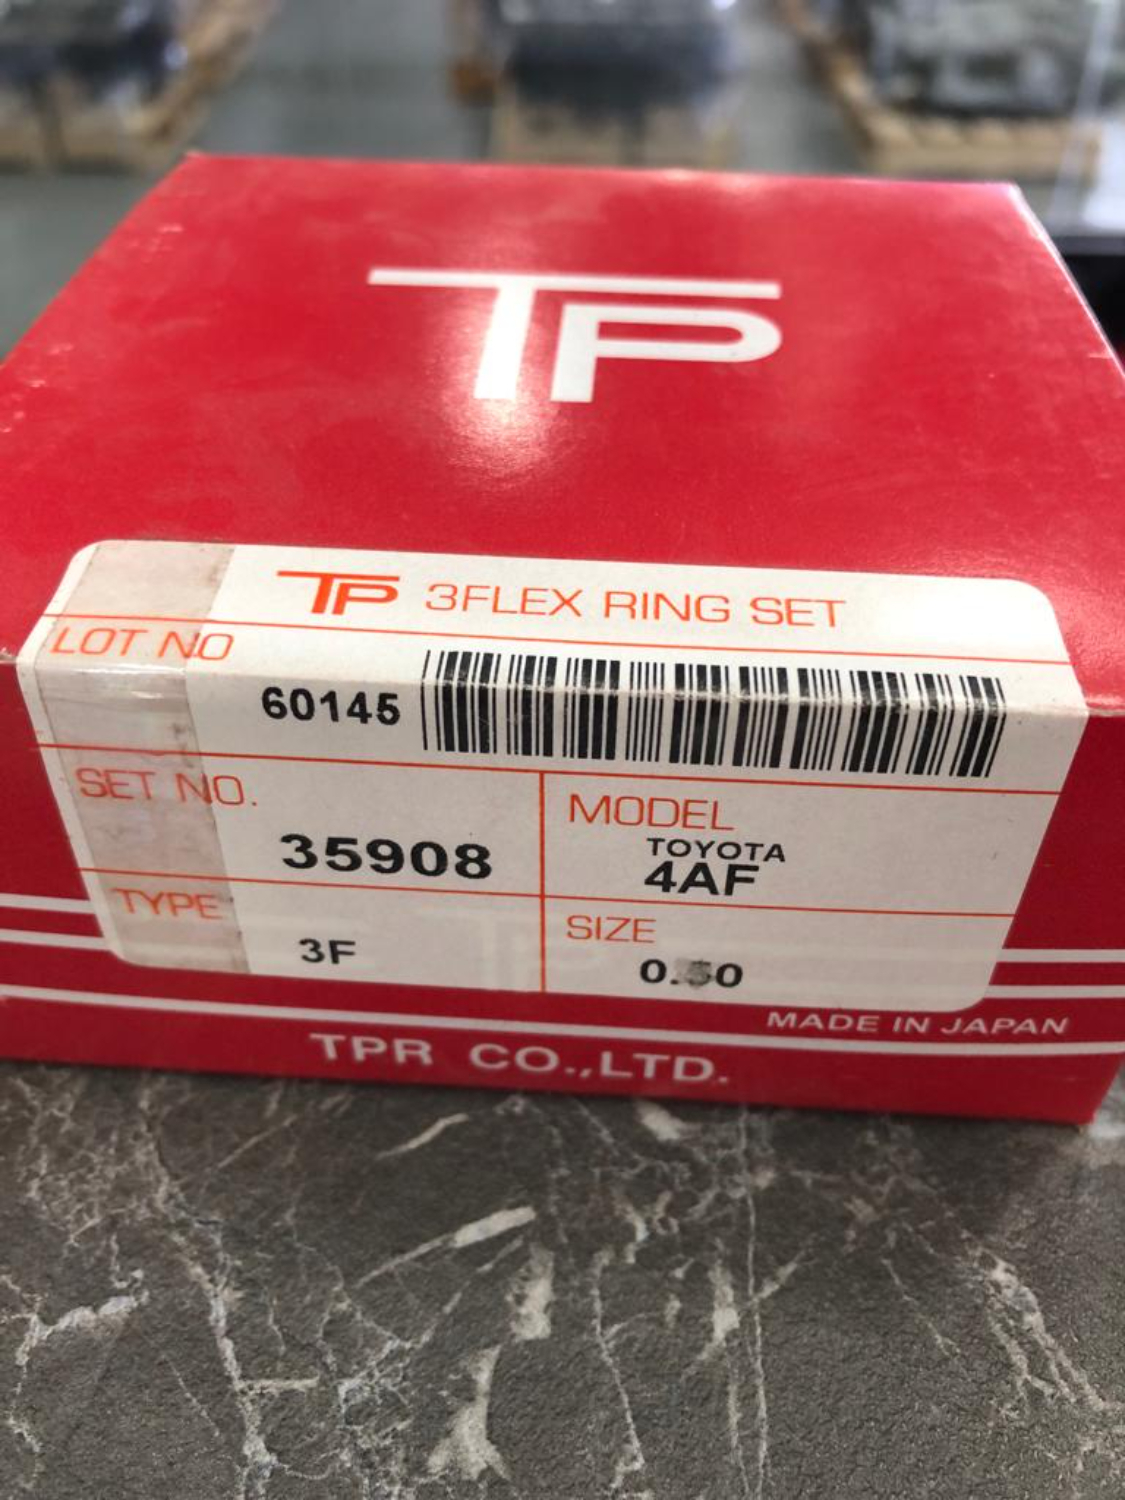 TP
TP 3FLEX RING SET
LOT NO
60145
SET NO.
35908
MODEL
TOYOTA
4AF
TYPE
3F
SIZE
MADE IN JAPAN
TPR CO.,LTD.